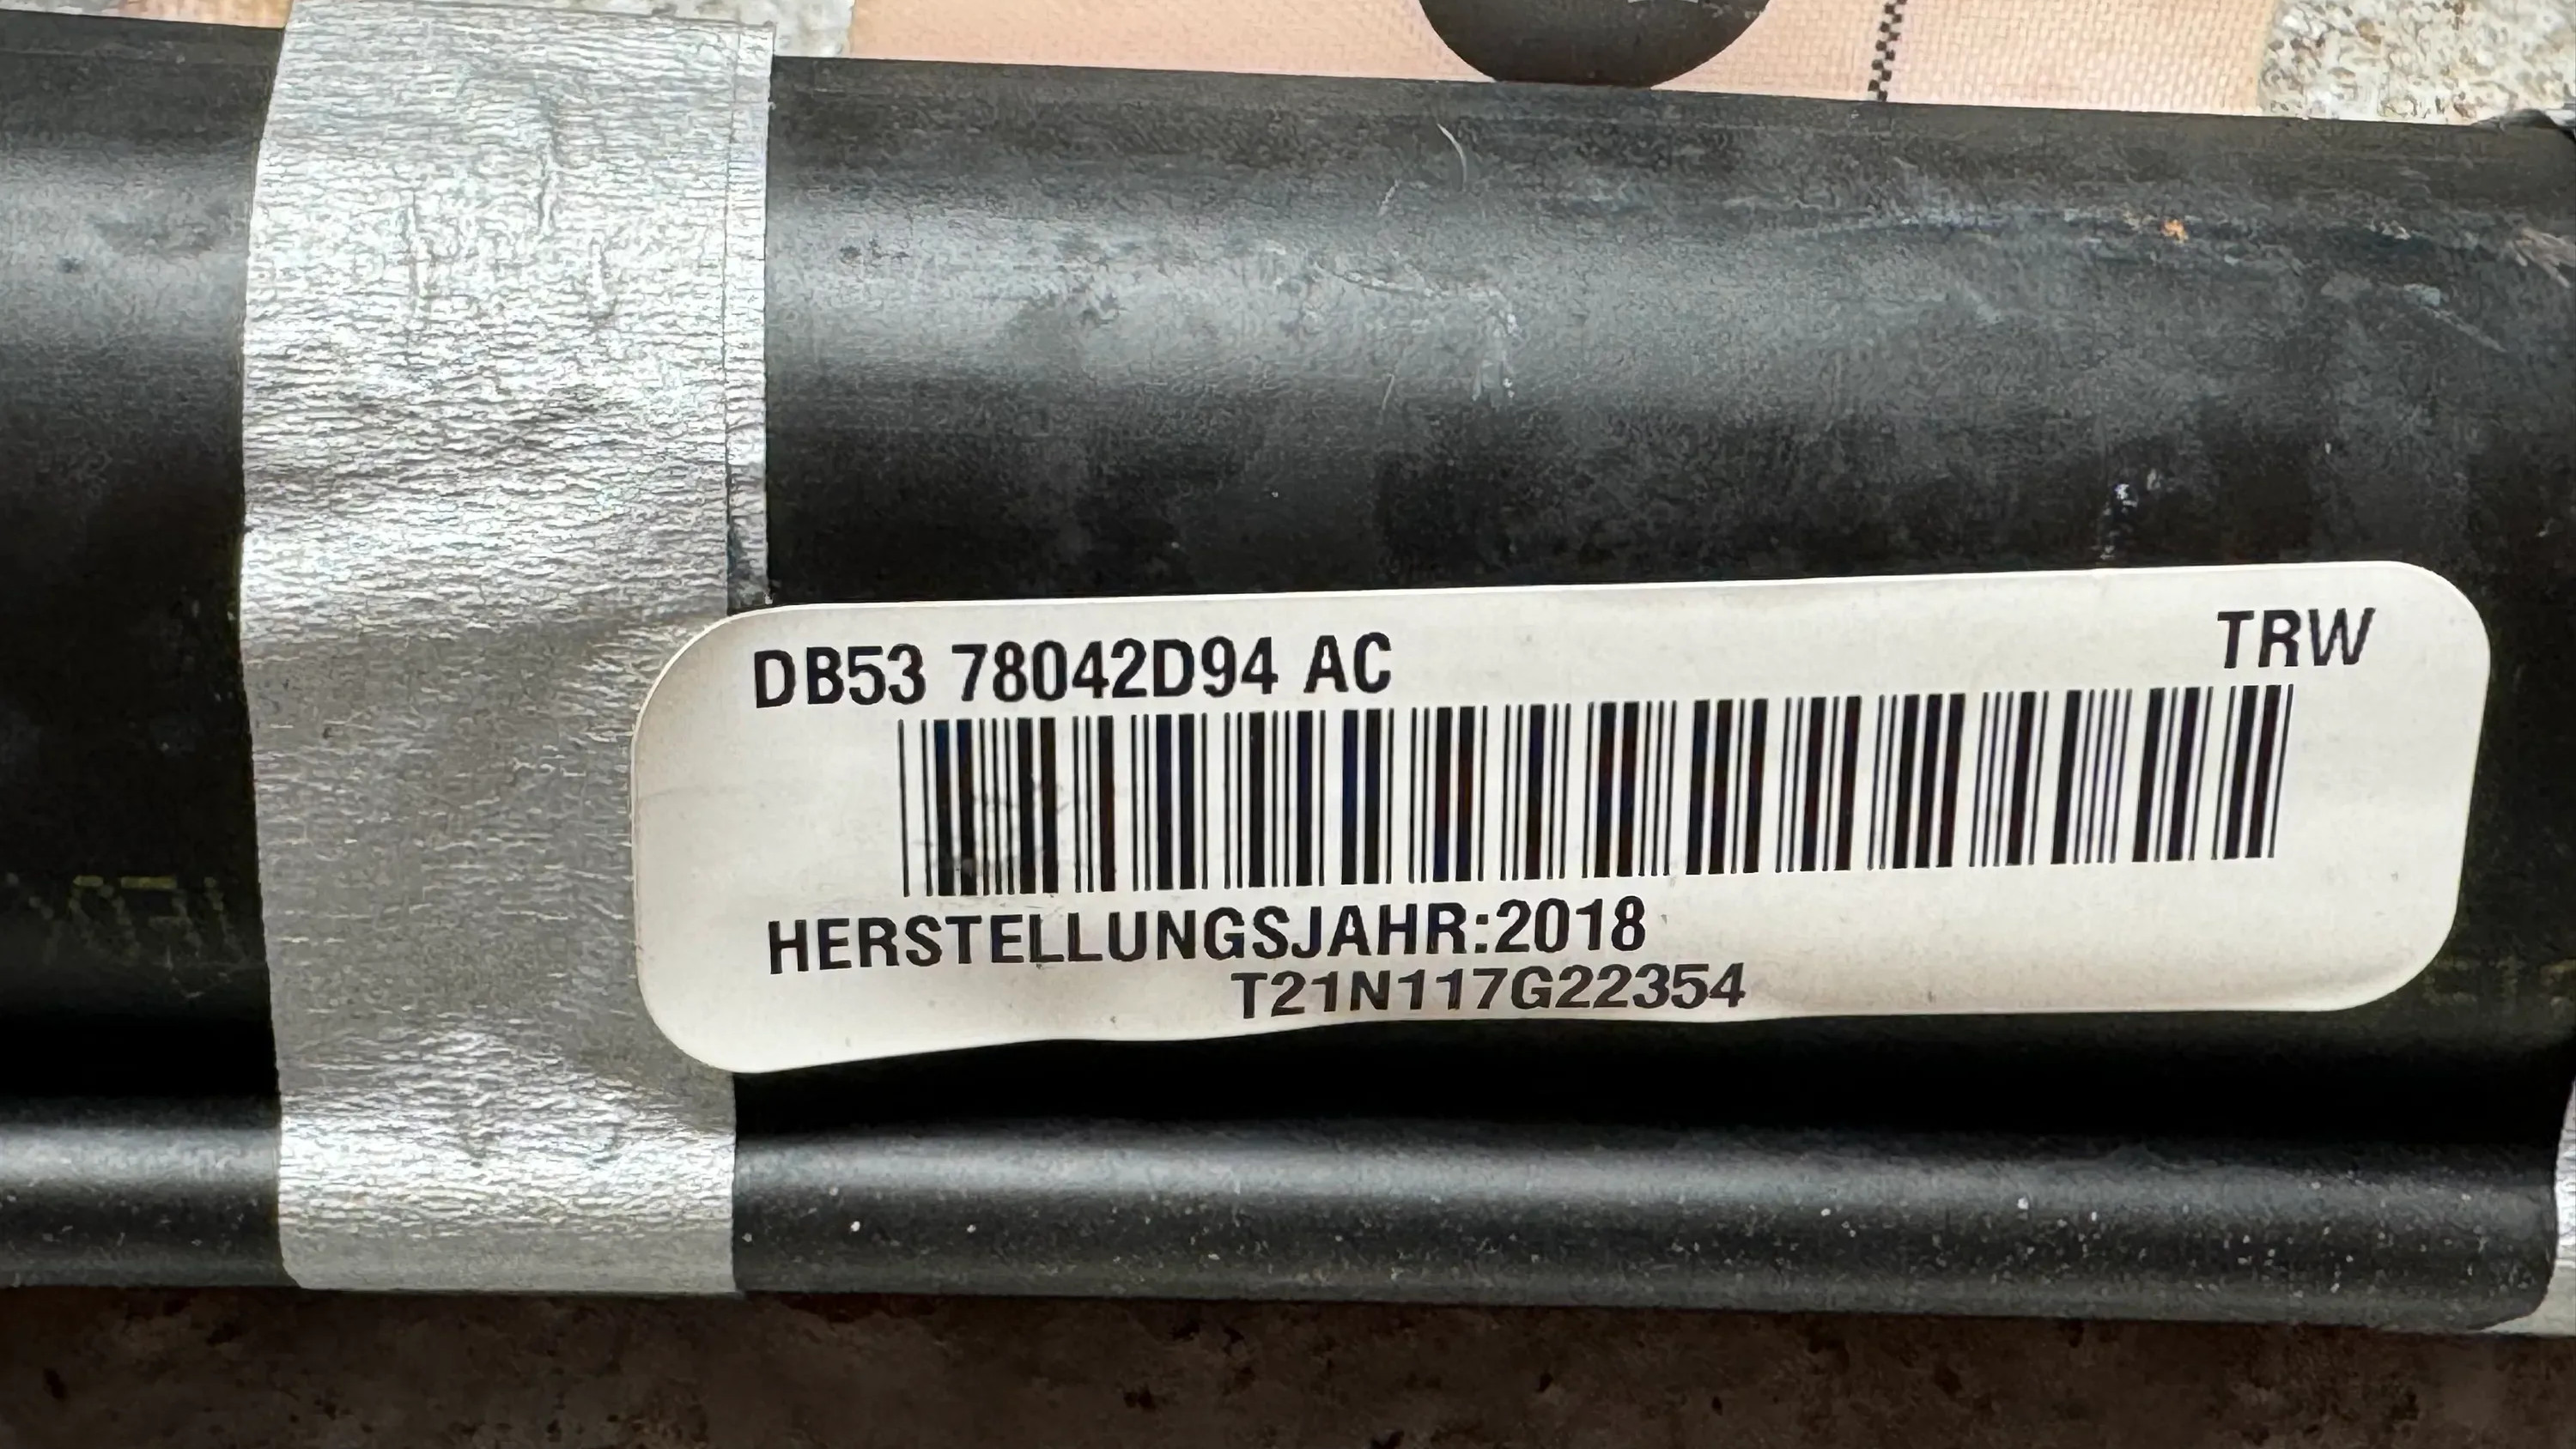 DB53 78042D94 AC
TRW
HERSTELLUNGSJAHR:2018
T21N117G22354